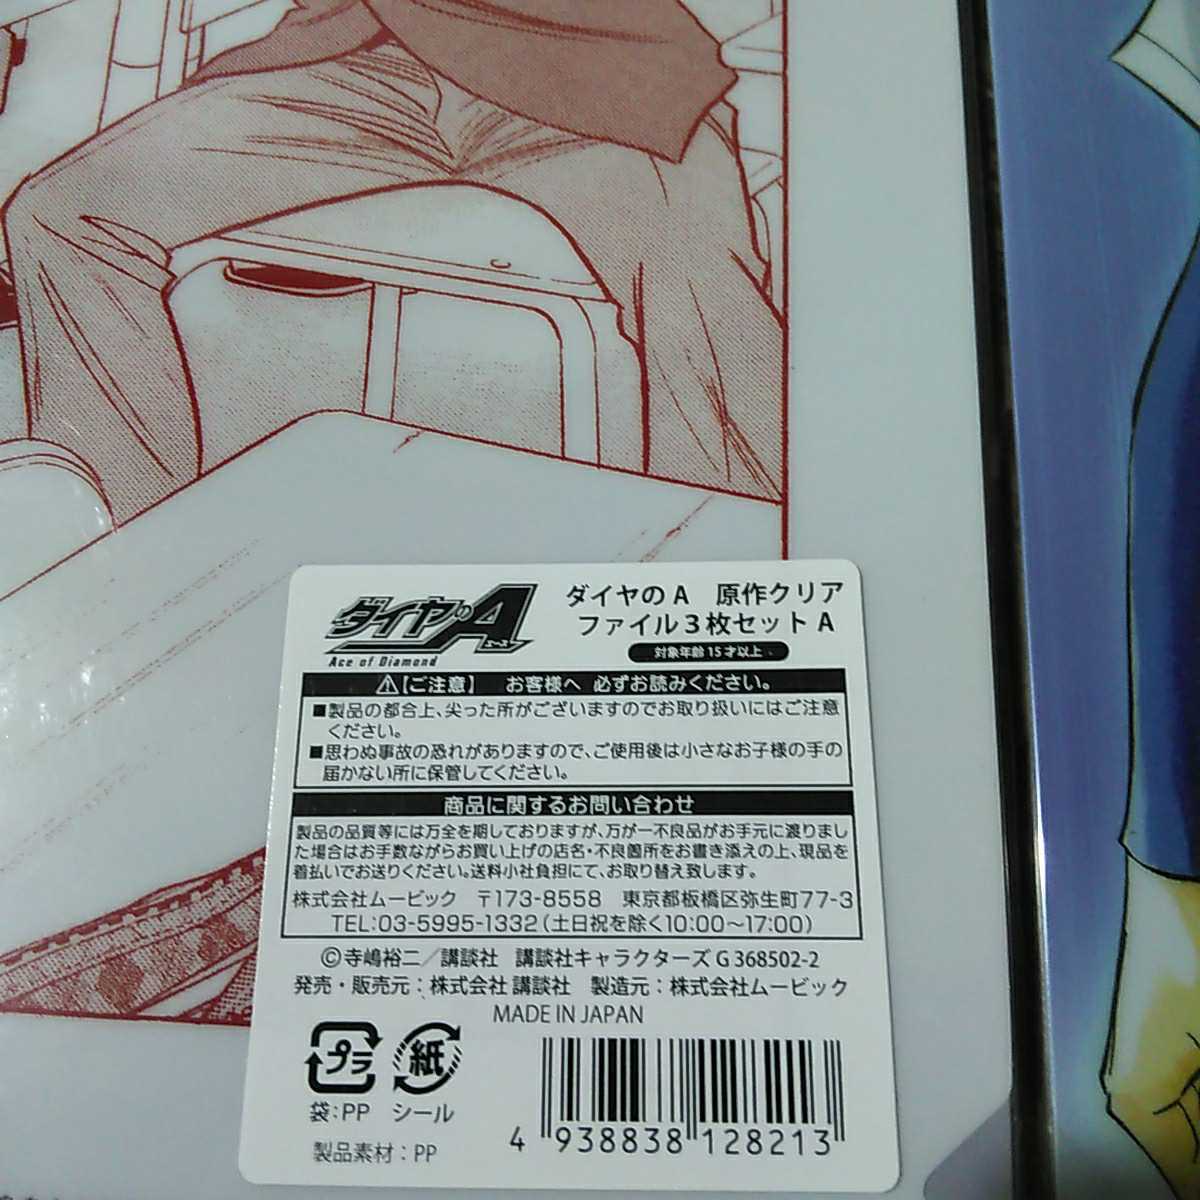 ダイヤのA
エース
Ace of Diamond
ダイヤのA 原作クリア
ファイル3枚セットA
対象年齢15才以上
⚠【ご注意】 お客様へ 必ずお読みください。
■製品の都合上、尖った所がございますのでお取り扱いにはご注意
ください。
■思わぬ事故の恐れがありますので、ご使用後は小さなお子様の手の
届かない所に保管してください。
商品に関するお問い合わせ
製品の品質等には万全を期しておりますが、万が一不良品がお手元に渡りまし
た場合はお手数ながらお買い上げの店名・不良箇所をお書き添えの上、現品を
着払いでお送りください。送料小社負担にて、お取り替え致します。
株式会社ムービック 〒173-8558 東京都板橋区弥生町77-3
TEL:03-5995-1332(土日祝を除く10:00〜17:00)
©寺嶋裕二/講談社 講談社キャラクターズ G 368502-2
発売・販売元:株式会社 講談社 製造元:株式会社ムービック
MADE IN JAPAN
プラ 紙
袋:PP シール
製品素材:PP
4 938838 128213